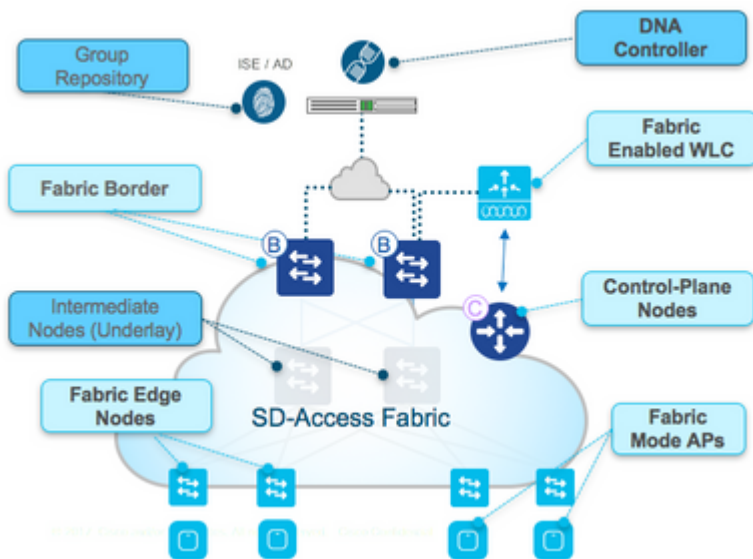 Group
Repository
ISE / AD
DNA
Controller
Fabric
Enabled WLC
Fabric Border
B
B
Intermediate
Nodes (Underlay)
C
Control-Plane
Nodes
Fabric Edge
Nodes
SD-Access Fabric
Fabric
Mode APs